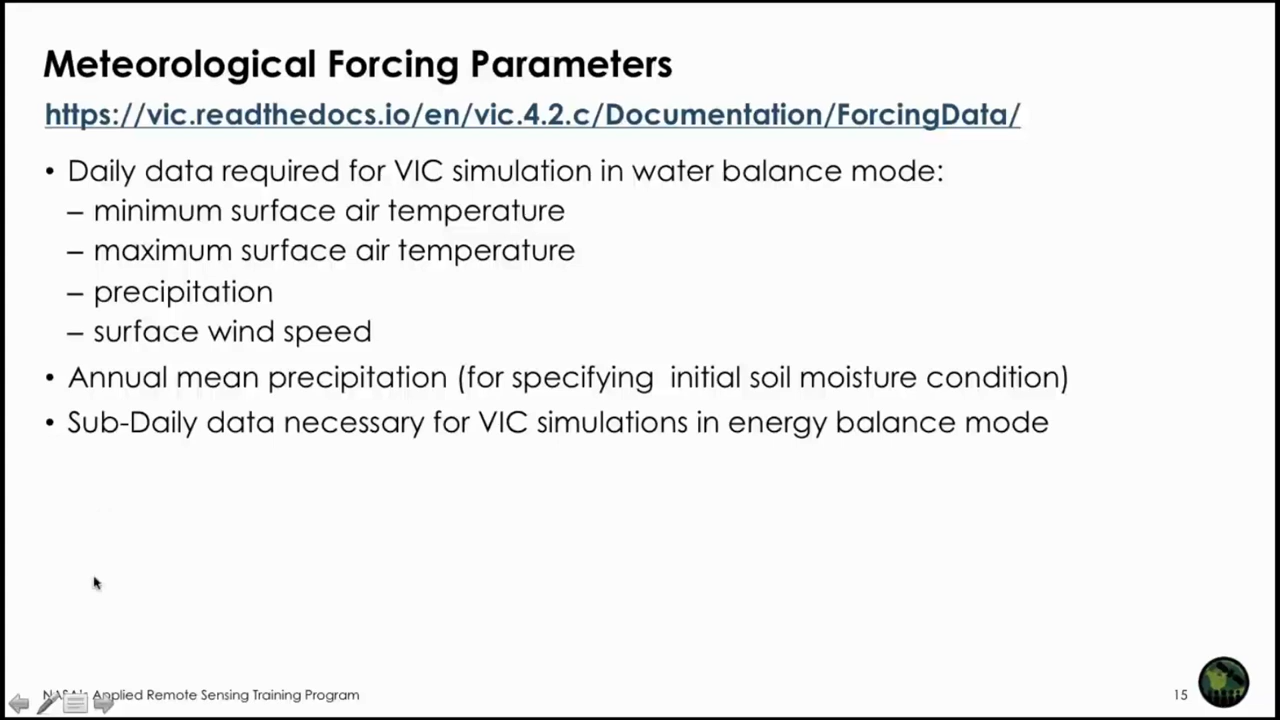 Meteorological Forcing Parameters
https://vic.readthedocs.io/en/vic.4.2.c/Documentation/ForcingData/
• Daily data required for VIC simulation in water balance mode:
– minimum surface air temperature
– maximum surface air temperature
– precipitation
– surface wind speed
• Annual mean precipitation (for specifying  initial soil moisture condition)
• Sub-Daily data necessary for VIC simulations in energy balance mode
NASA's Applied Remote Sensing Training Program
15